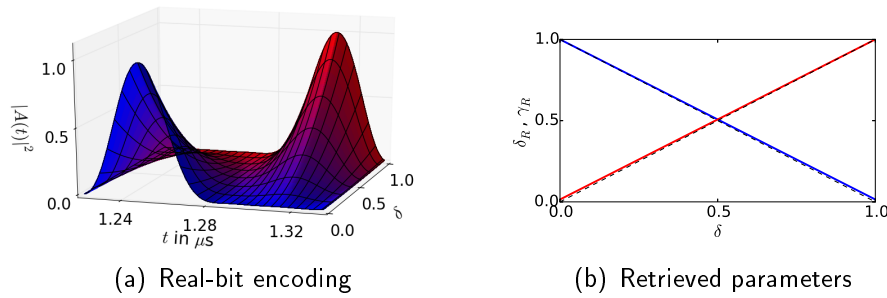 1.0
0.5
0.0
|A(t)|²
1.24
1.28
1.32
t in μs
0.0
0.5
1.0
δ
(a) Real-bit encoding
1.0
0.5
0.0
δ_R, γ_R
0.0
0.5
1.0
δ
(b) Retrieved parameters